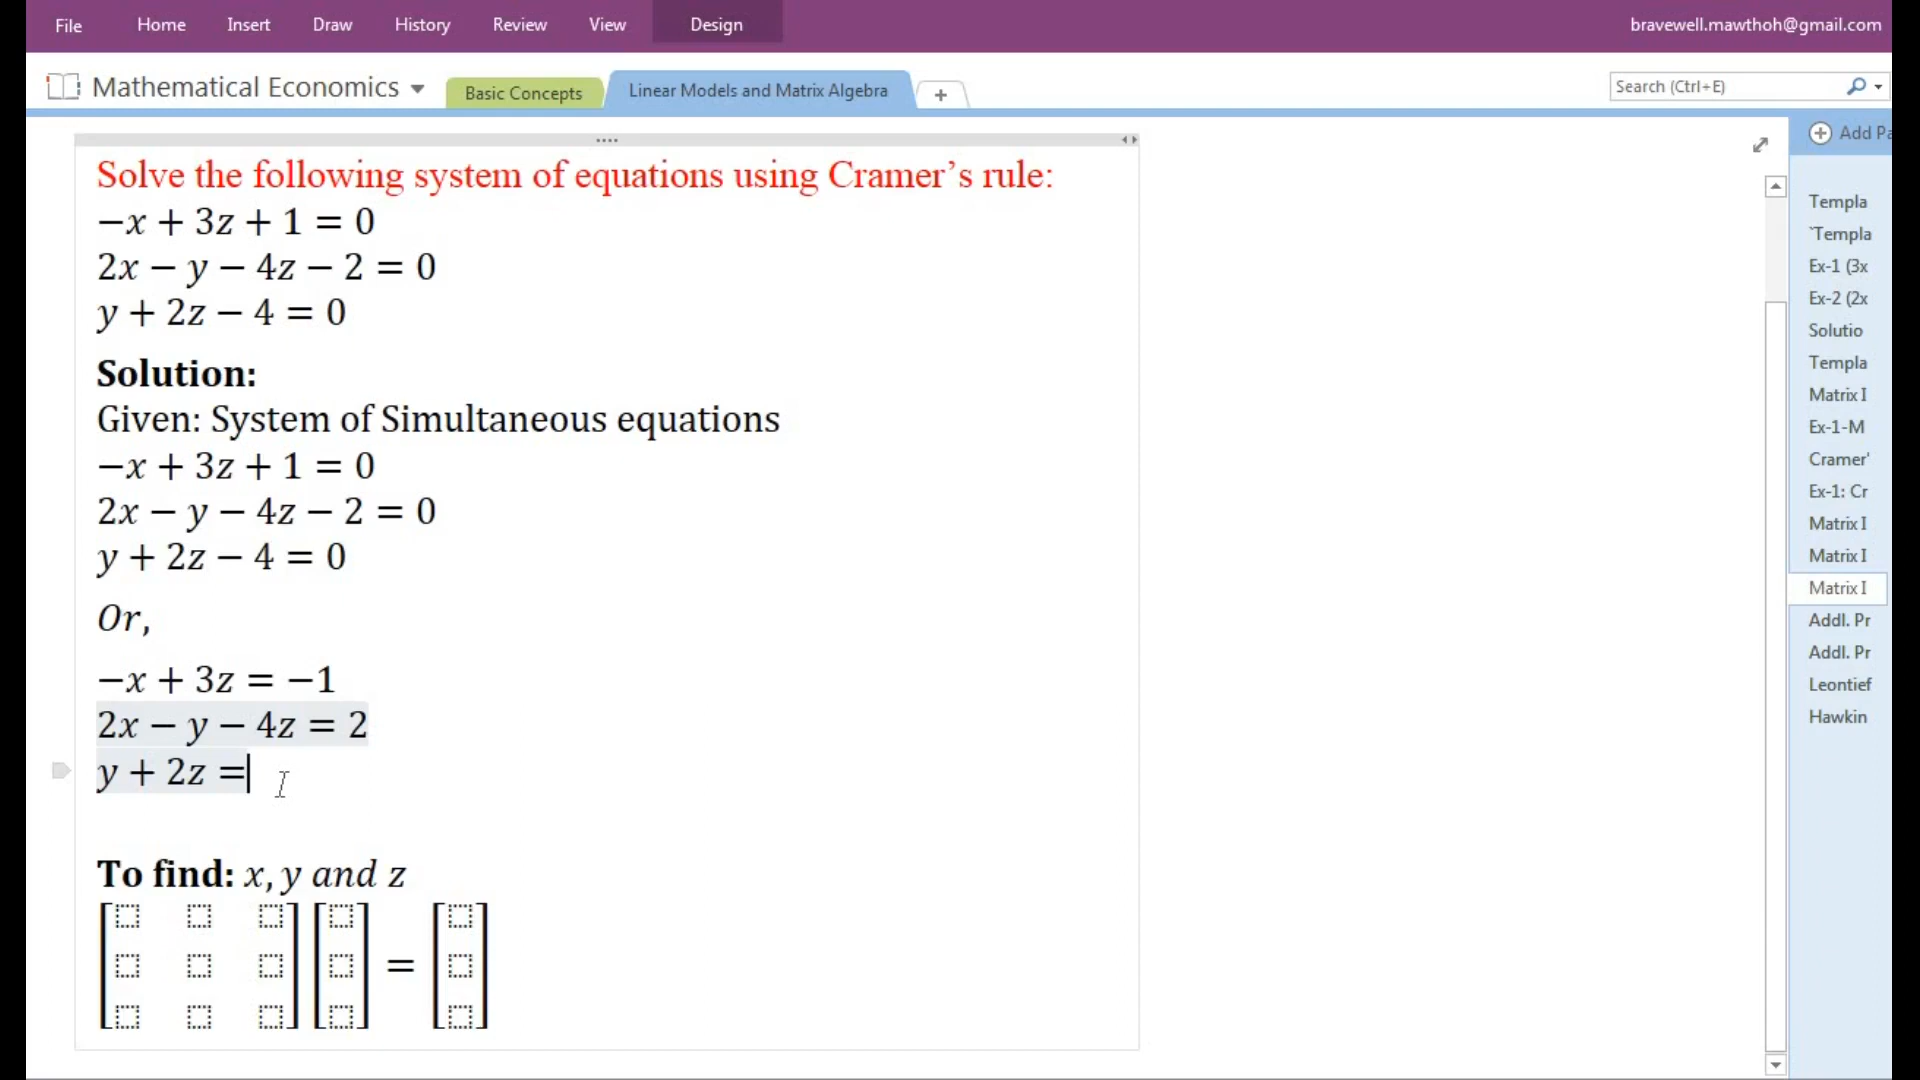 File Home Insert Draw History Review View Design bravewell.mawthoh@gmail.com
Mathematical Economics Basic Concepts Linear Models and Matrix Algebra + Search (Ctrl+E)
Add Pa
Solve the following system of equations using Cramer’s rule:
−x + 3z + 1 = 0
2x − y − 4z − 2 = 0
y + 2z − 4 = 0
Solution:
Given: System of Simultaneous equations
−x + 3z + 1 = 0
2x − y − 4z − 2 = 0
y + 2z − 4 = 0
Or,
−x + 3z = −1
2x − y − 4z = 2
y + 2z =
To find: x, y and z
=
Templa
`Templa
Ex-1 (3x
Ex-2 (2x
Solutio
Templa
Matrix I
Ex-1-M
Cramer'
Ex-1: Cr
Matrix I
Matrix I
Matrix I
Addl. Pr
Addl. Pr
Leontief
Hawkin